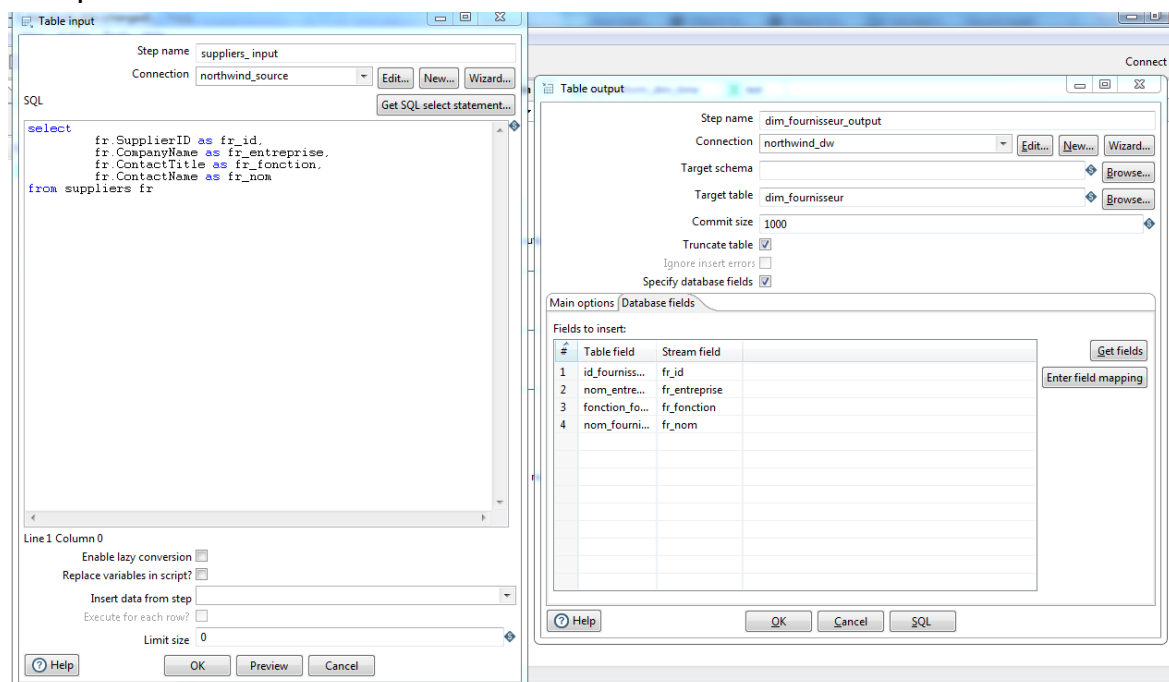 Table input
Step name suppliers_ input
Connection northwind_source Edit... New... Wizard...
SQL Get SQL select statement...
select
fr.SupplierID as fr_id,
fr.CompanyName as fr_entreprise,
fr.ContactTitle as fr_fonction,
fr.ContactName as fr_nom
from suppliers fr
Line 1 Column 0
Enable lazy conversion
Replace variables in script?
Insert data from step
Execute for each row?
Limit size 0
Help OK Preview Cancel
Connect
Table output
Step name dim_fournisseur_output
Connection northwind_dw Edit... New... Wizard...
Target schema Browse...
Target table dim_fournisseur Browse...
Commit size 1000
Truncate table
Ignore insert errors
Specify database fields
Main options Database fields
Fields to insert:
# Table field Stream field Get fields
1 id_fourniss... fr_id
Enter field mapping
2 nom_entre... fr_entreprise
3 fonction_fo... fr_fonction
4 nom_fourni... fr_nom
Help OK Cancel SQL